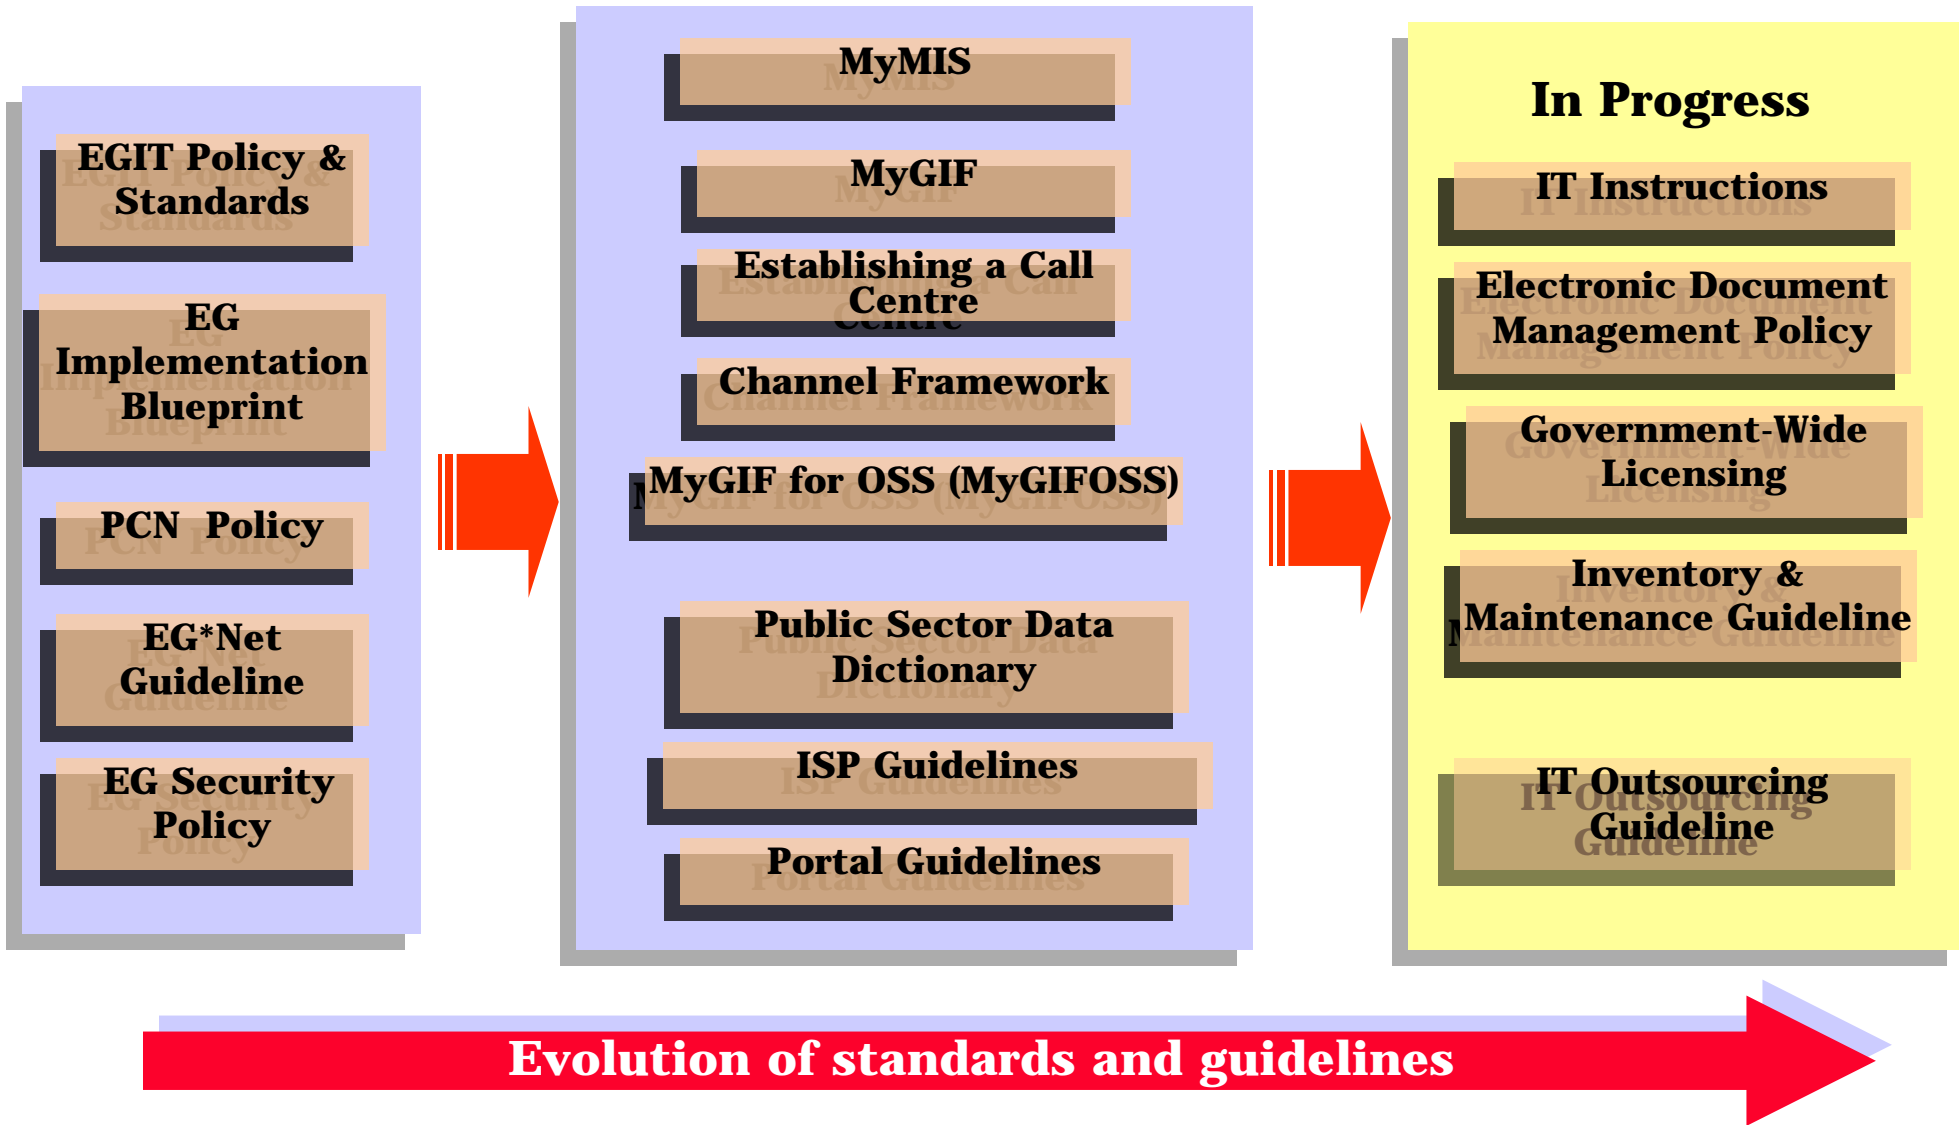 EGIT Policy &
Standards
EG
Implementation
Blueprint
PCN  Policy
EG*Net
Guideline
EG Security
Policy
MyMIS
MyGIF
Establishing a Call
Centre
Channel Framework
MyGIF for OSS (MyGIFOSS)
Public Sector Data
Dictionary
ISP Guidelines
Portal Guidelines
In Progress
IT Instructions
Electronic Document
Management Policy
Government-Wide
Licensing
Inventory &
Maintenance Guideline
IT Outsourcing
Guideline
Evolution of standards and guidelines